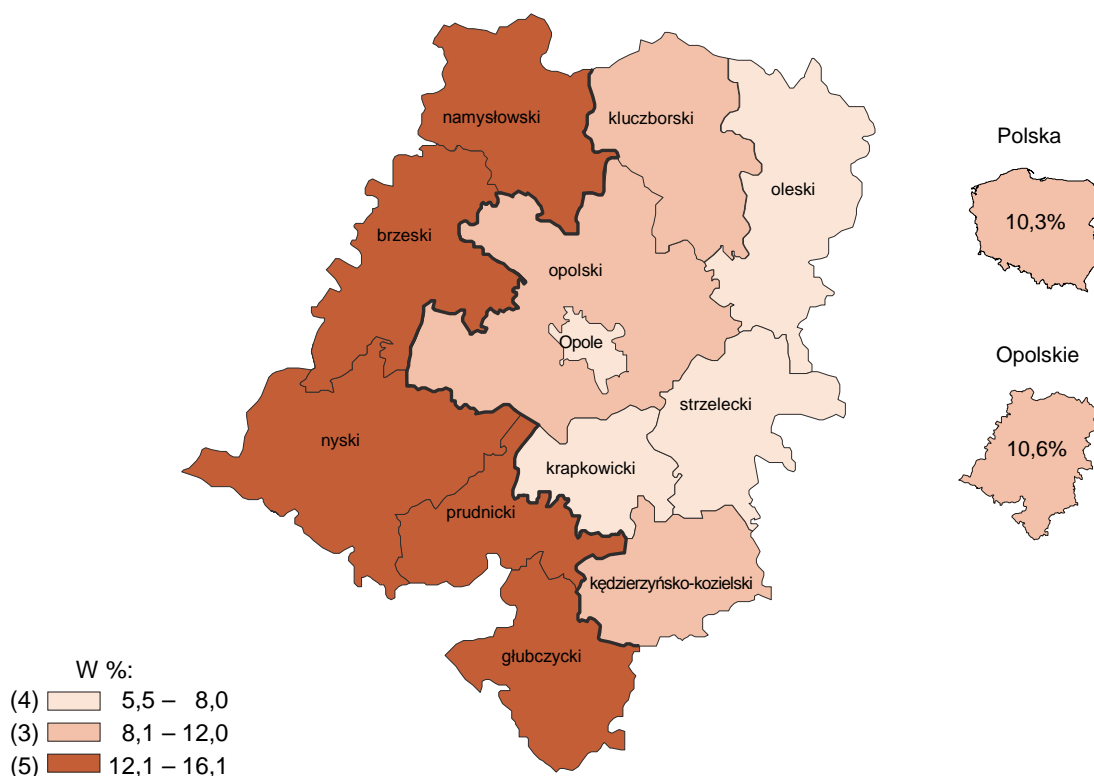 namysłowski
kluczborski
Polska
oleski
10,3%
brzeski
opolski
Opole
Opolskie
strzelecki
nyski
10,6%
krapkowicki
prudnicki
kędzierzyńsko-kozielski
głubczycki
W %:
(4) 5,5 – 8,0
(3) 8,1 – 12,0
(5) 12,1 – 16,1